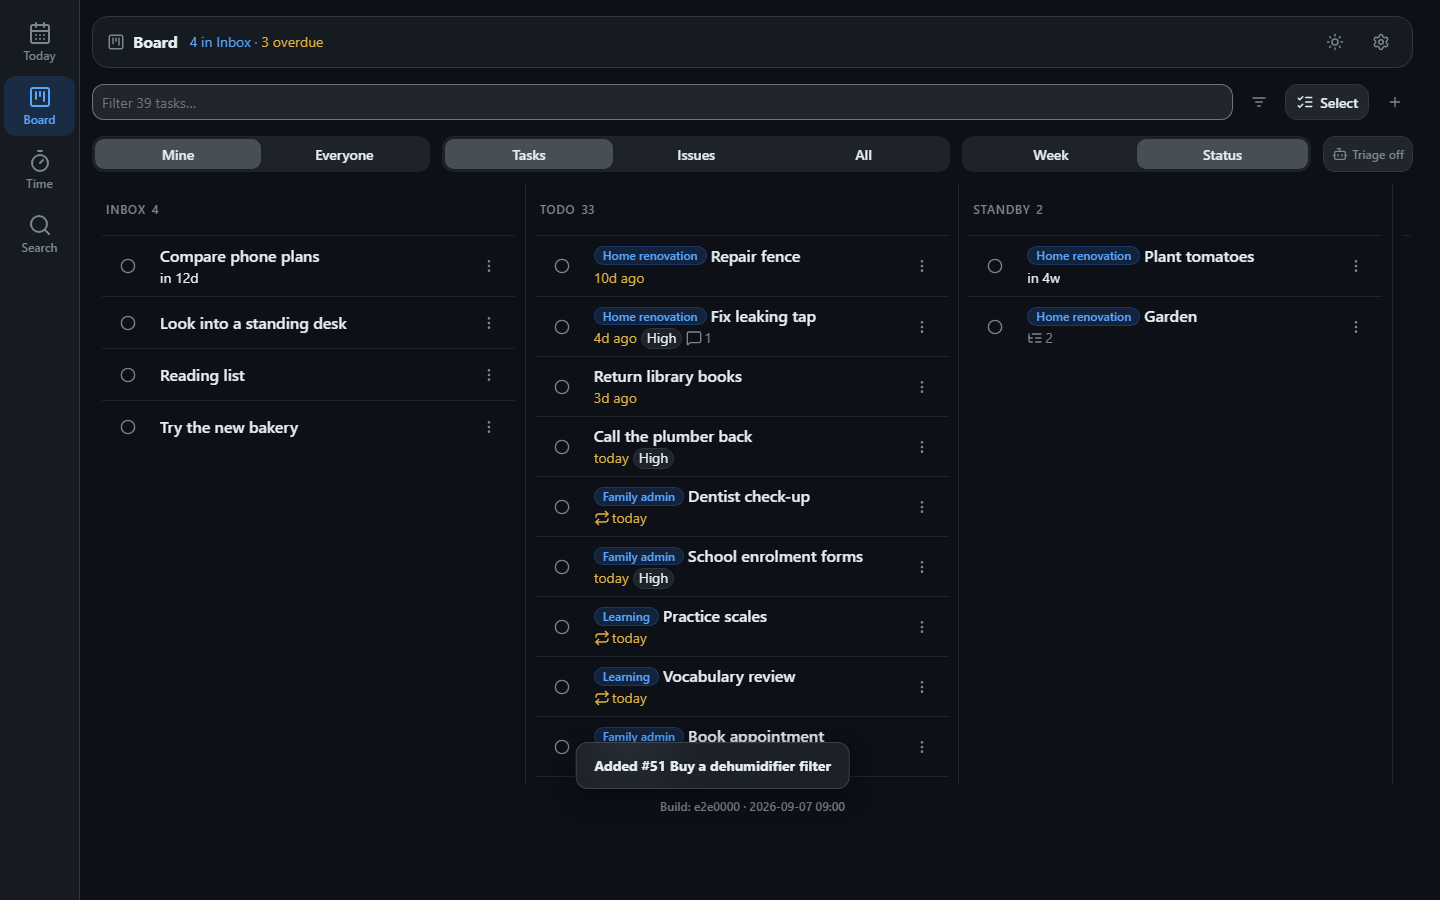 Today
Board
Time
Search
Board 4 in Inbox · 3 overdue
Filter 39 tasks...
Select
Mine
Everyone
Tasks
Issues
All
Week
Status
Triage off
INBOX 4
Compare phone plans
in 12d
Look into a standing desk
Reading list
Try the new bakery
TODO 33
Home renovation Repair fence
10d ago
Home renovation Fix leaking tap
4d ago High 1
Return library books
3d ago
Call the plumber back
today High
Family admin Dentist check-up
today
Family admin School enrolment forms
today High
Learning Practice scales
today
Learning Vocabulary review
today
Family admin Book appointment
STANDBY 2
Home renovation Plant tomatoes
in 4w
Home renovation Garden
2
Added #51 Buy a dehumidifier filter
Build: e2e0000 · 2026-09-07 09:00